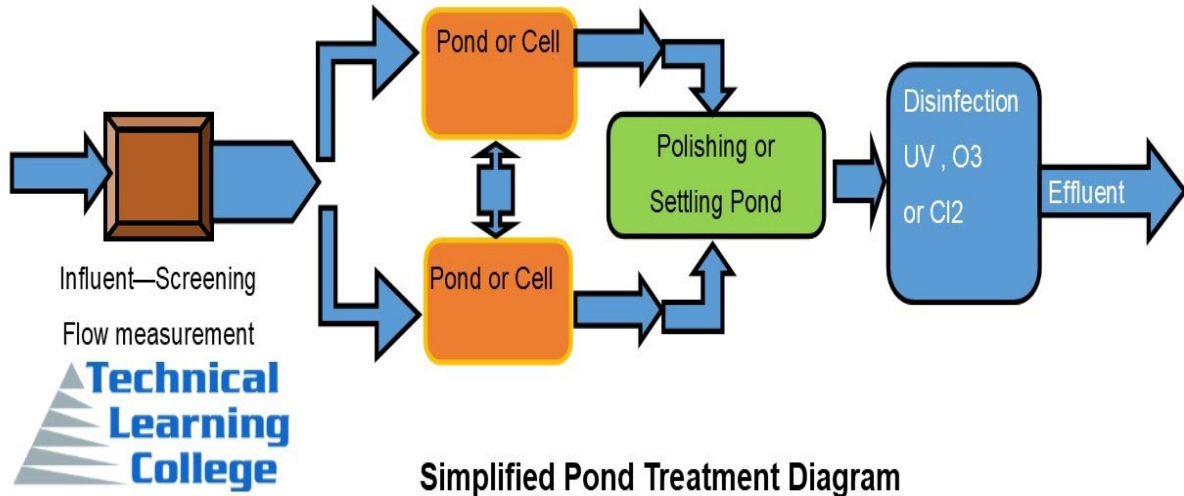 Pond or Cell
Disinfection
UV , O3
or Cl2
Polishing or
Settling Pond
Effluent
Pond or Cell
Influent—Screening
Flow measurement
Technical
Learning
College
Simplified Pond Treatment Diagram